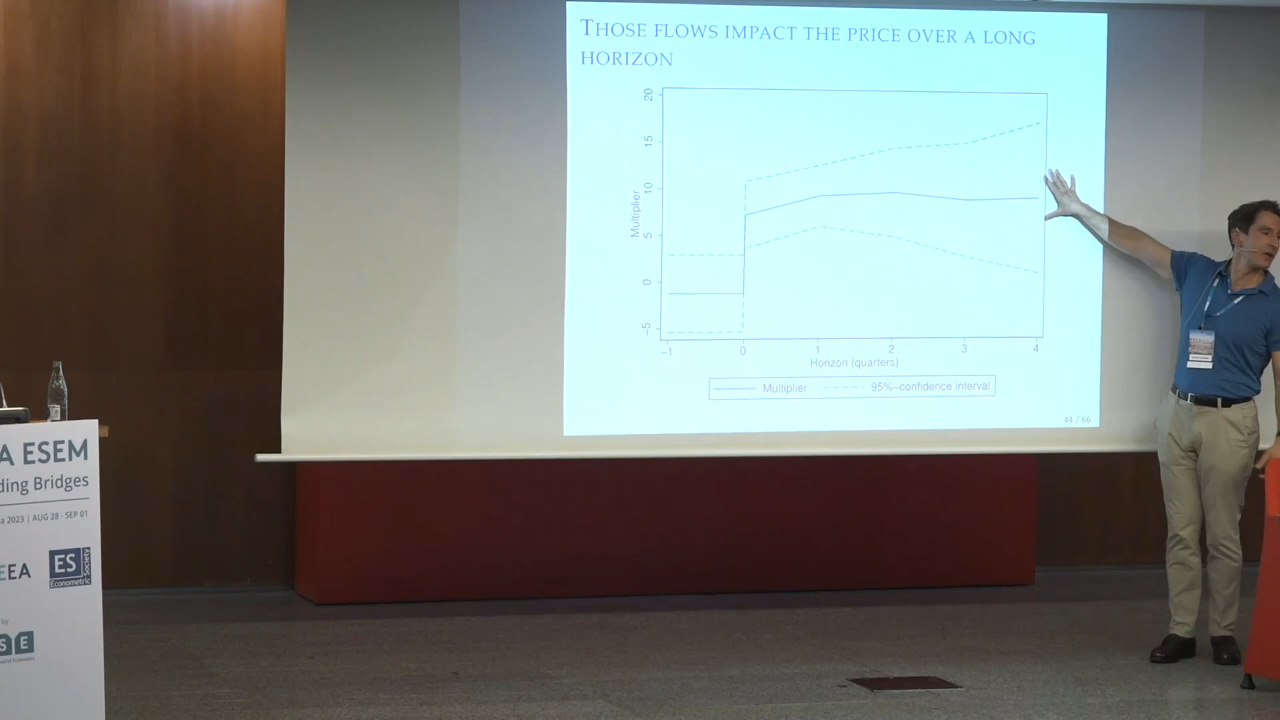 THOSE FLOWS IMPACT THE PRICE OVER A LONG
HORIZON
20
15
10
5
0
−5
Multiplier
−1 0 1 2 3 4
Horizon (quarters)
Multiplier 95%−confidence interval
44 / 66
A ESEM
ding Bridges
a 2023 | AUG 28 - SEP 01
EEA
ES
Econometric
Society
by:
SE